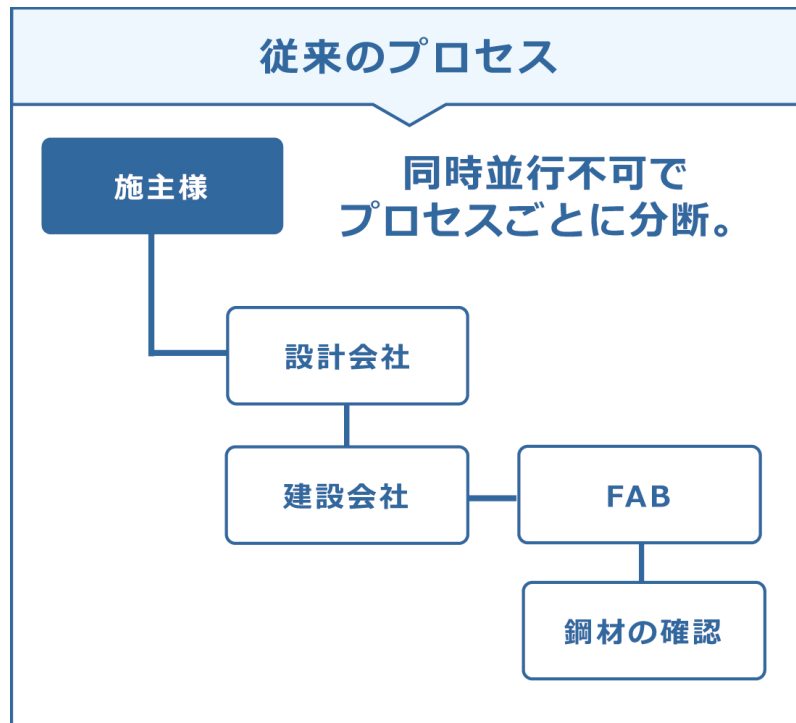 従来のプロセス
施主様
同時並行不可で
プロセスごとに分断。
設計会社
建設会社
FAB
鋼材の確認